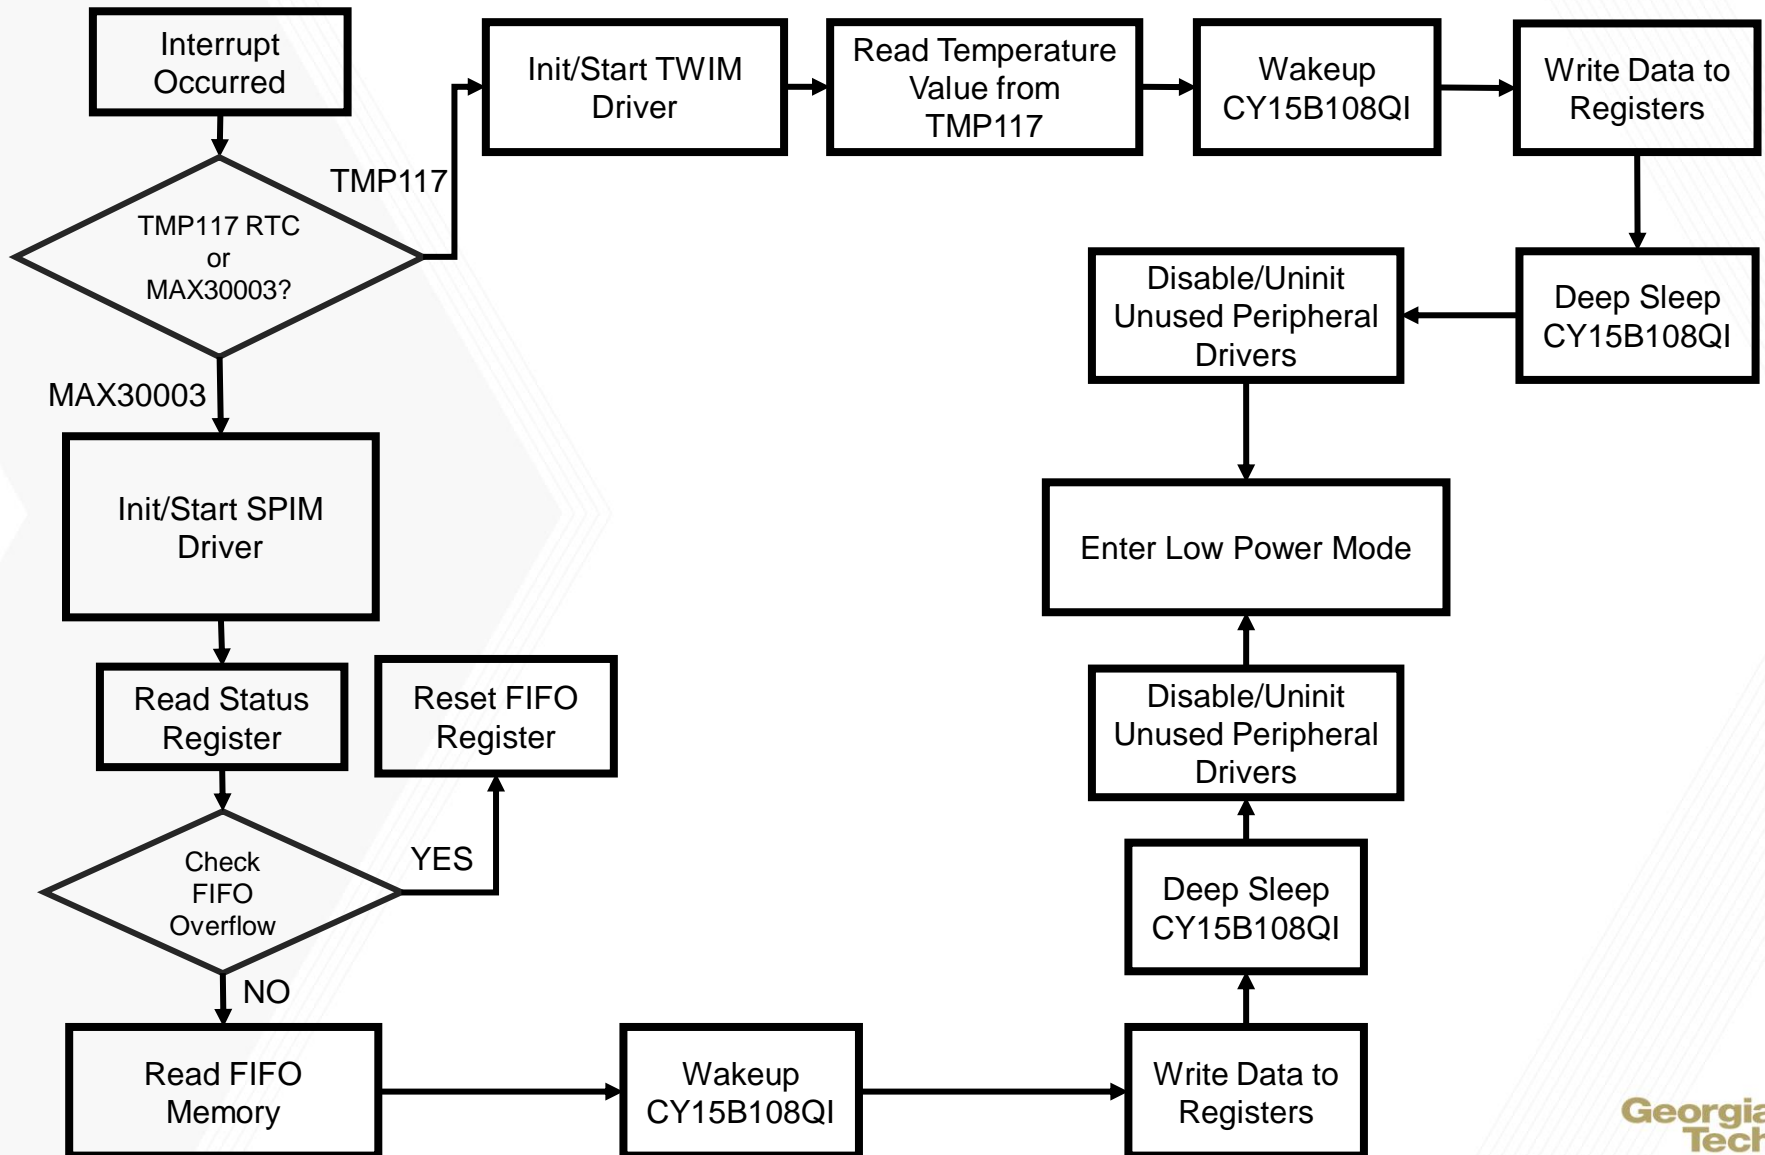 Interrupt
Occurred
TMP117 RTC
or
MAX30003?
TMP117
Init/Start TWIM
Driver
Read Temperature
Value from
TMP117
Wakeup
CY15B108QI
Write Data to
Registers
Deep Sleep
CY15B108QI
Disable/Uninit
Unused Peripheral
Drivers
Enter Low Power Mode
MAX30003
Init/Start SPIM
Driver
Read Status
Register
Check
FIFO
Overflow
YES
Reset FIFO
Register
NO
Read FIFO
Memory
Wakeup
CY15B108QI
Write Data to
Registers
Deep Sleep
CY15B108QI
Disable/Uninit
Unused Peripheral
Drivers
Georgia
Tech